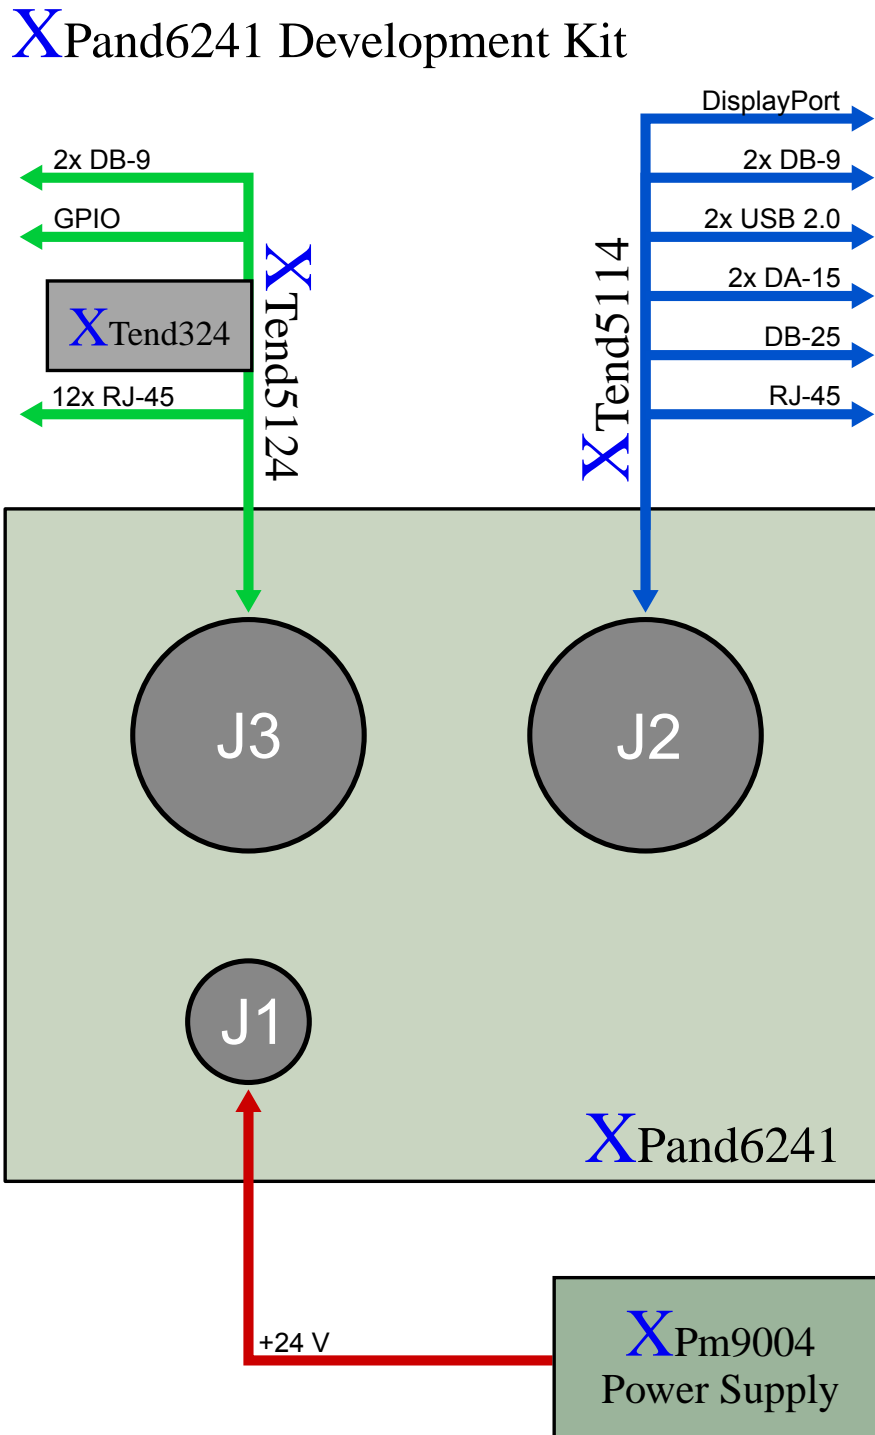 XPand6241 Development Kit
DisplayPort
2x DB-9
2x DB-9
GPIO
2x USB 2.0
2x DA-15
XTend324
DB-25
12x RJ-45
RJ-45
XTend5124
XTend5114
J3
J2
J1
XPand6241
+24 V
XPm9004
Power Supply